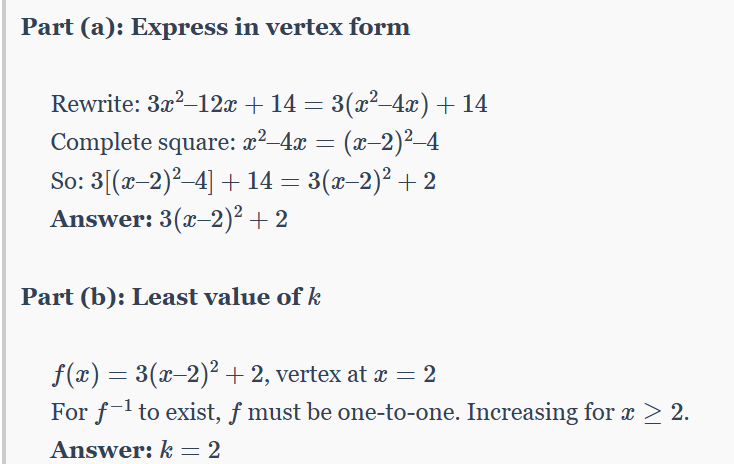 Part (a): Express in vertex form
Rewrite: 3x²–12x + 14 = 3(x²–4x) + 14
Complete square: x²–4x = (x–2)²–4
So: 3[(x–2)²–4] + 14 = 3(x–2)² + 2
Answer: 3(x–2)² + 2
Part (b): Least value of k
f(x) = 3(x–2)² + 2, vertex at x = 2
For f⁻¹ to exist, f must be one-to-one. Increasing for x ≥ 2.
Answer: k = 2